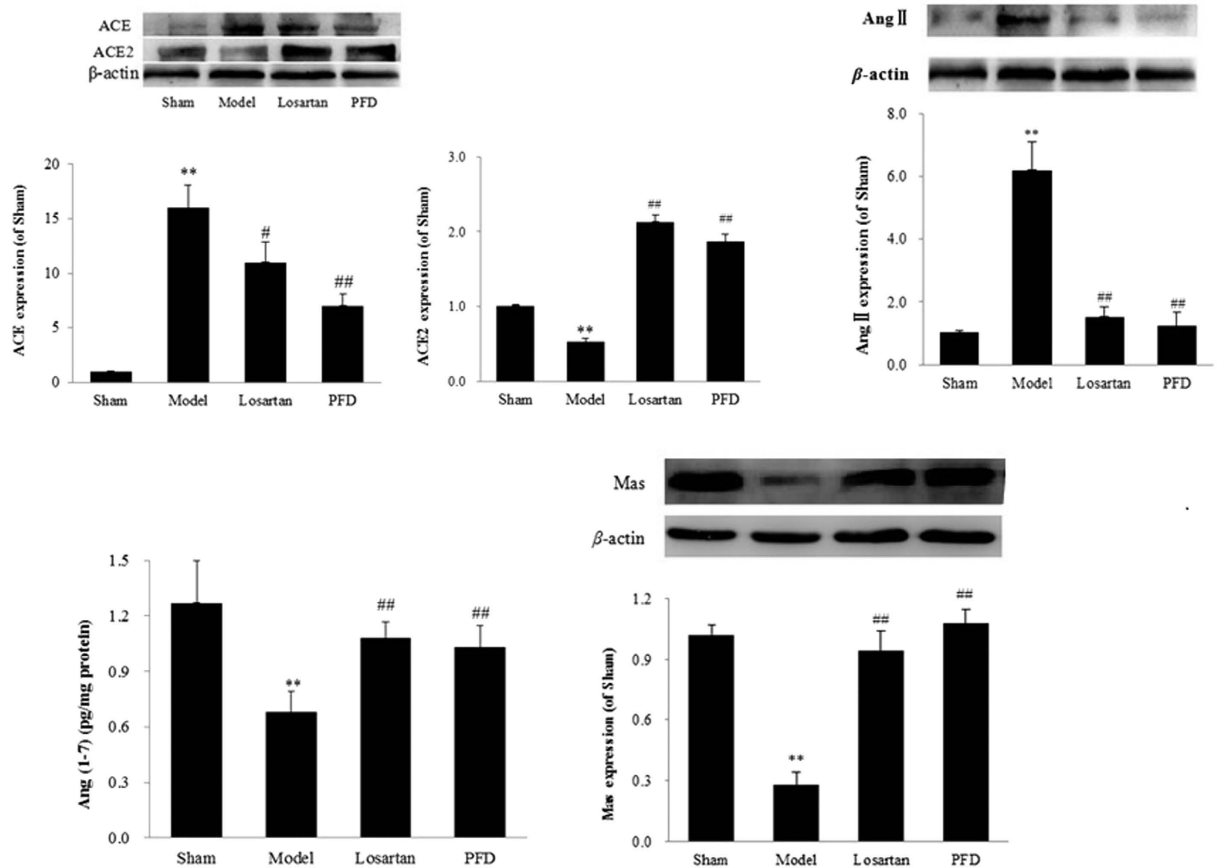 ACE
ACE2
β-actin
Sham Model Losartan PFD
Ang Ⅱ
β-actin
ACE expression (of Sham)
20
15
10
5
0
**
#
##
Sham Model Losartan PFD
ACE2 expression (of Sham)
3.0
2.0
1.0
0.0
**
##
##
Sham Model Losartan PFD
Ang Ⅱ expression (of Sham)
8.0
6.0
4.0
2.0
0.0
**
##
##
Sham Model Losartan PFD
Ang (1-7) (pg/mg protein)
1.5
1.2
0.9
0.6
0.3
0.0
**
##
##
Sham Model Losartan PFD
Mas
β-actin
Mas expression (of Sham)
1.2
0.9
0.6
0.3
0.0
**
##
##
Sham Model Losartan PFD